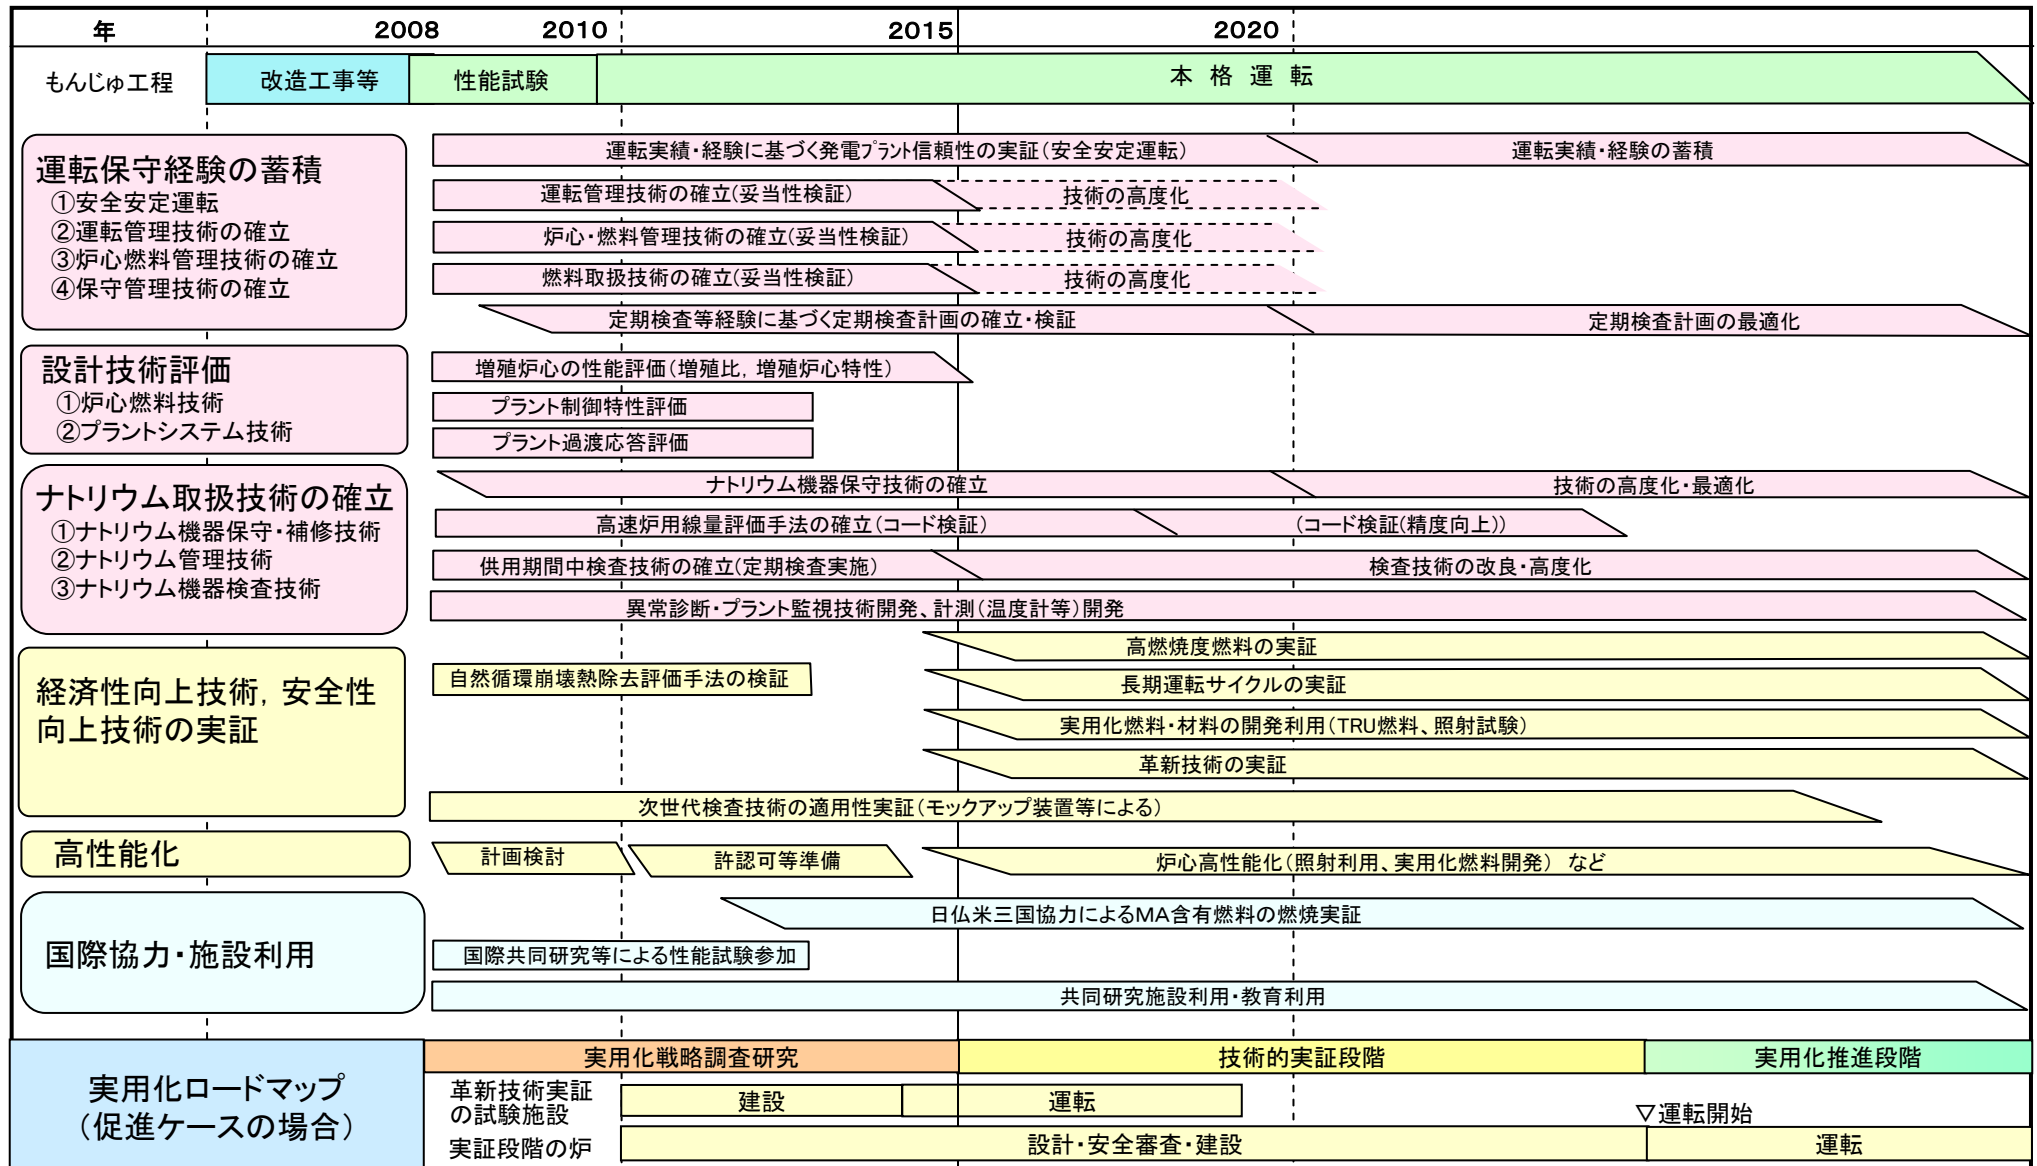 年 2008 2010 2015 2020
もんじゅ工程 改造工事等 性能試験 本格運転
運転保守経験の蓄積
①安全安定運転
②運転管理技術の確立
③炉心燃料管理技術の確立
④保守管理技術の確立
運転実績・経験に基づく発電プラント信頼性の実証(安全安定運転) 運転実績・経験の蓄積
運転管理技術の確立(妥当性検証) 技術の高度化
炉心・燃料管理技術の確立(妥当性検証) 技術の高度化
燃料取扱技術の確立(妥当性検証) 技術の高度化
定期検査等経験に基づく定期検査計画の確立・検証 定期検査計画の最適化
設計技術評価
①炉心燃料技術
②プラントシステム技術
増殖炉心の性能評価(増殖比, 増殖炉心特性)
プラント制御特性評価
プラント過渡応答評価
ナトリウム取扱技術の確立
①ナトリウム機器保守・補修技術
②ナトリウム管理技術
③ナトリウム機器検査技術
ナトリウム機器保守技術の確立 技術の高度化・最適化
高速炉用線量評価手法の確立(コード検証) (コード検証(精度向上))
供用期間中検査技術の確立(定期検査実施) 検査技術の改良・高度化
異常診断・プラント監視技術開発、計測(温度計等)開発
経済性向上技術, 安全性
向上技術の実証
高燃焼度燃料の実証
自然循環崩壊熱除去評価手法の検証 長期運転サイクルの実証
実用化燃料・材料の開発利用(TRU燃料、照射試験)
革新技術の実証
次世代検査技術の適用性実証(モックアップ装置等による)
高性能化 計画検討 許認可等準備 炉心高性能化(照射利用、実用化燃料開発) など
国際協力・施設利用
日仏米三国協力によるMA含有燃料の燃焼実証
国際共同研究等による性能試験参加
共同研究施設利用・教育利用
実用化ロードマップ
(促進ケースの場合)
実用化戦略調査研究 技術的実証段階 実用化推進段階
革新技術実証
の試験施設
建設 運転
▽運転開始
実証段階の炉 設計・安全審査・建設 運転